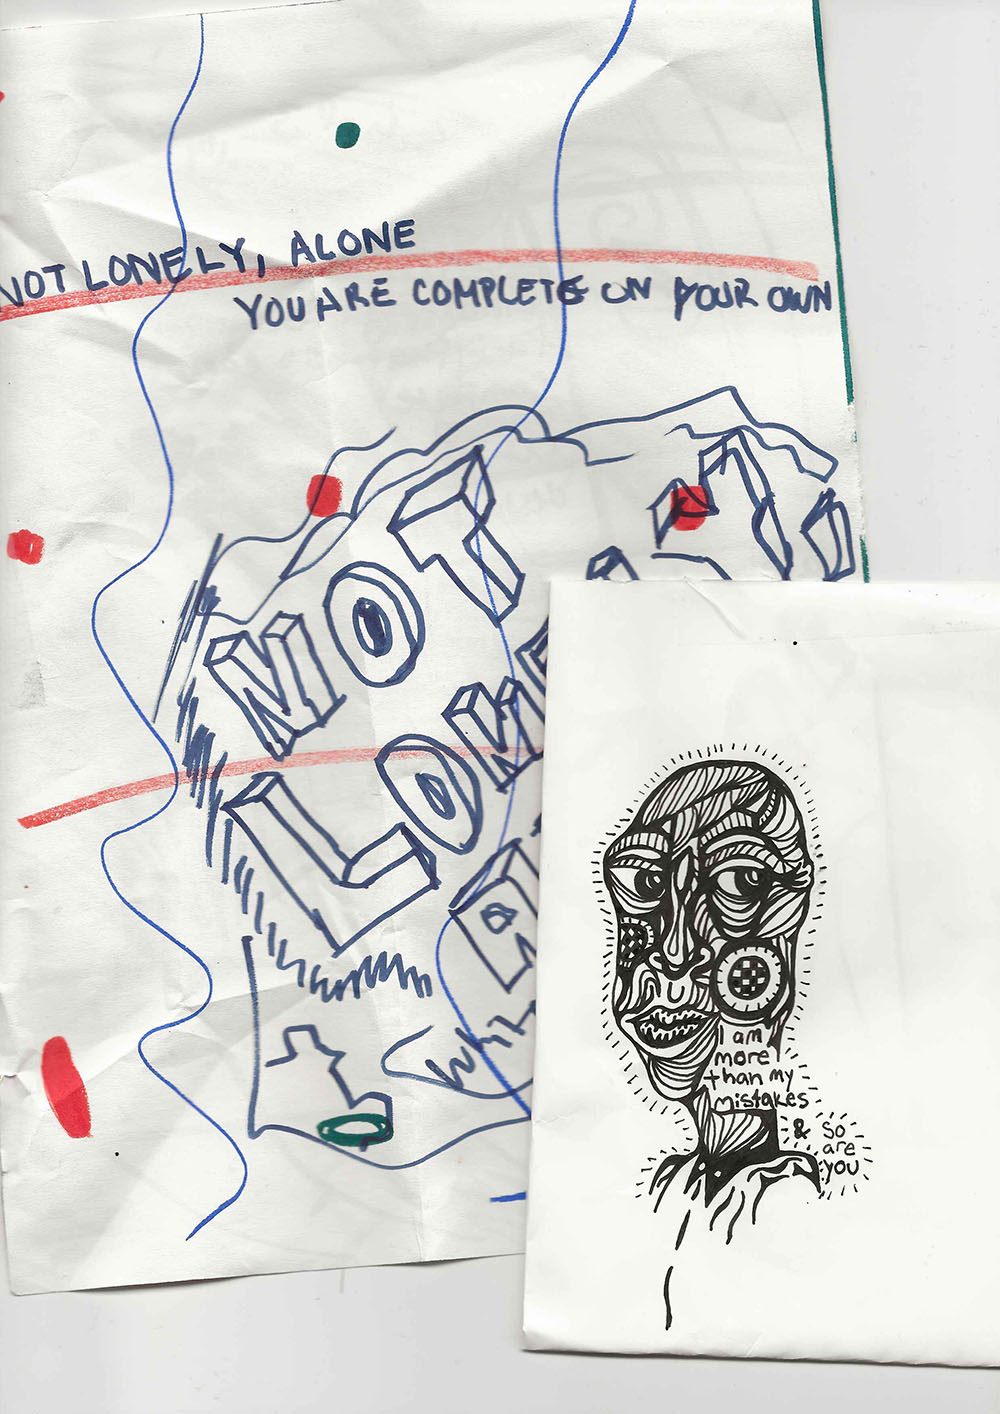 NOT LONELY, ALONE
YOU ARE COMPLETE ON YOUR OWN
NOT
LONE
I am
more
than my
mistakes
& so
are
you